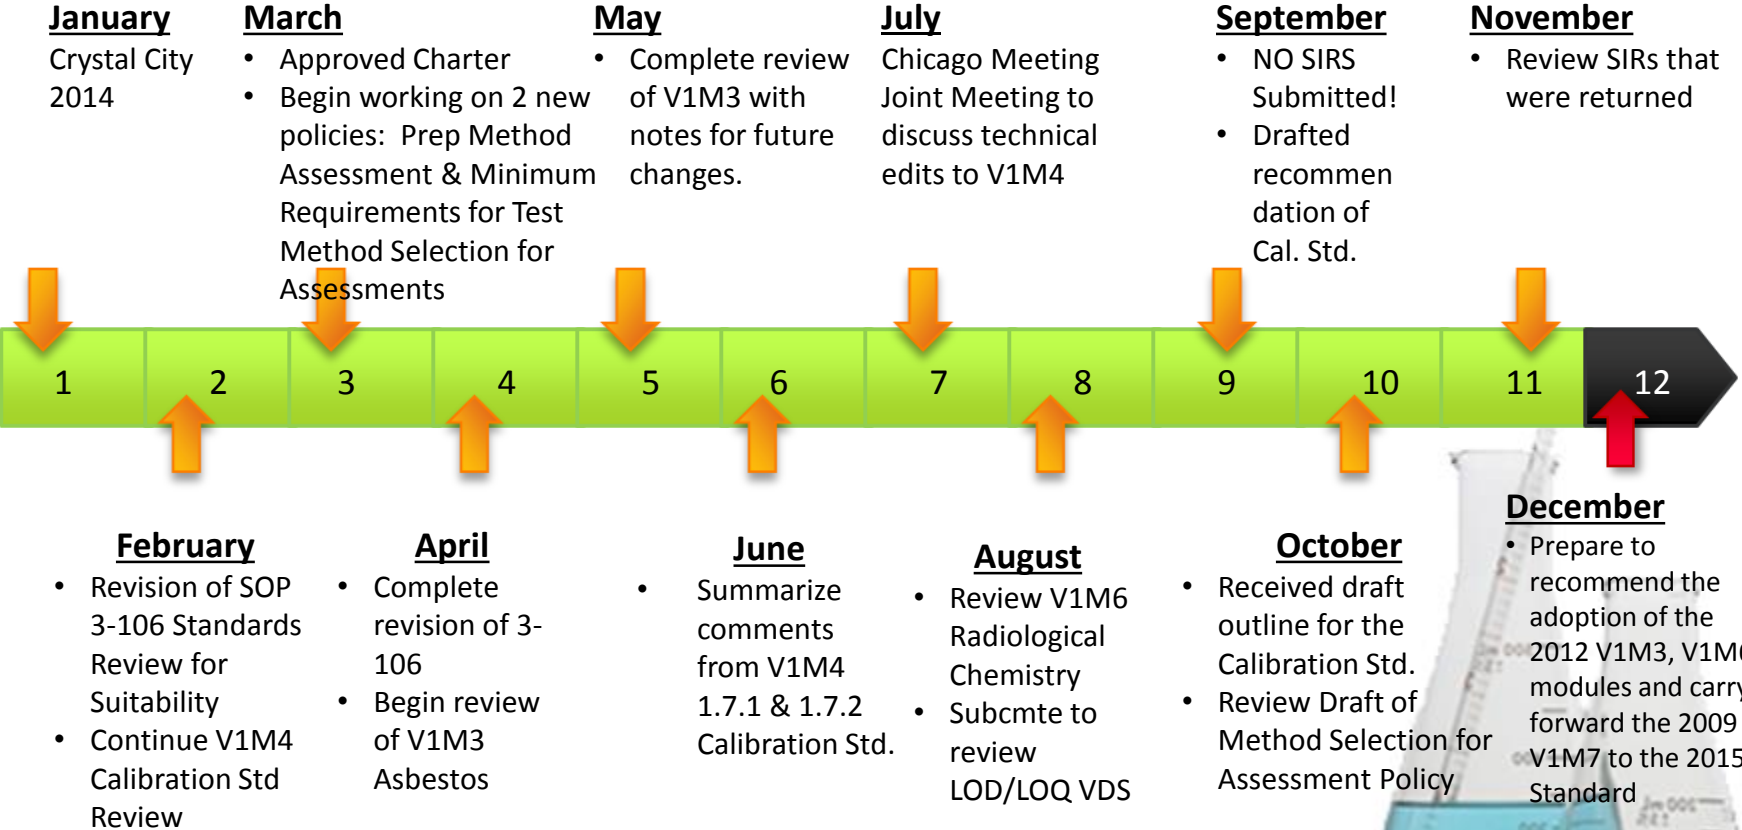 January
Crystal City
2014
March
• Approved Charter
• Begin working on 2 new
policies: Prep Method
Assessment & Minimum
Requirements for Test
Method Selection for
Assessments
May
• Complete review
of V1M3 with
notes for future
changes.
July
Chicago Meeting
Joint Meeting to
discuss technical
edits to V1M4
September
• NO SIRS
Submitted!
• Drafted
recommen
dation of
Cal. Std.
November
• Review SIRs that
were returned
1 2 3 4 5 6 7 8 9 10 11 12
February
• Revision of SOP
3-106 Standards
Review for
Suitability
• Continue V1M4
Calibration Std
Review
April
• Complete
revision of 3-
106
• Begin review
of V1M3
Asbestos
June
• Summarize
comments
from V1M4
1.7.1 & 1.7.2
Calibration Std.
August
• Review V1M6
Radiological
Chemistry
• Subcmte to
review
LOD/LOQ VDS
October
• Received draft
outline for the
Calibration Std.
• Review Draft of
Method Selection for
Assessment Policy
December
• Prepare to
recommend the
adoption of the
2012 V1M3, V1M6
modules and carry
forward the 2009
V1M7 to the 2015
Standard